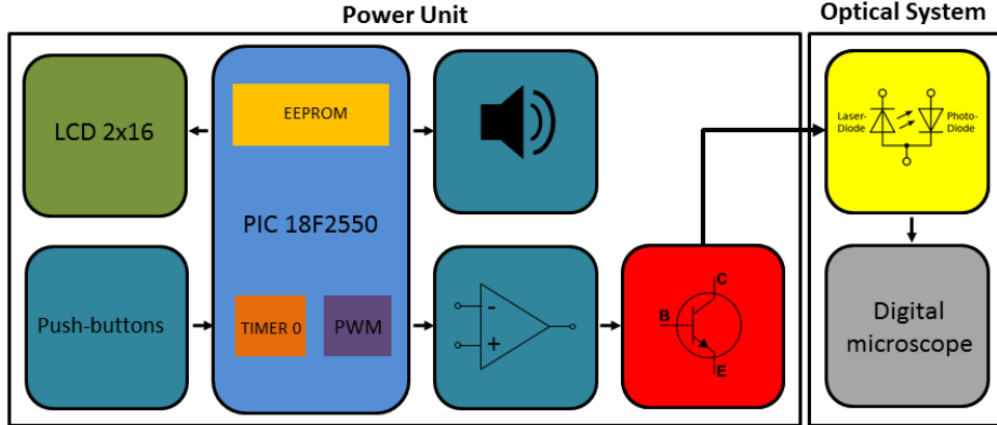 Power Unit
Optical System
LCD 2x16
EEPROM
Laser-
Diode
Photo-
Diode
PIC 18F2550
Push-buttons
TIMER 0
PWM
-
+
C
B
E
Digital
microscope